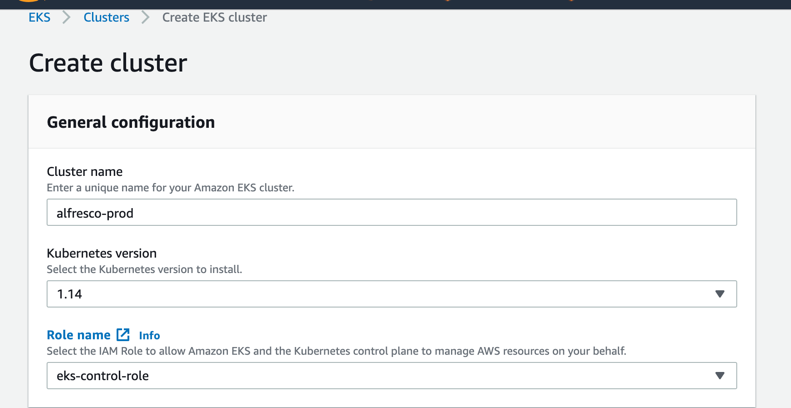 EKS > Clusters > Create EKS cluster
Create cluster
General configuration
Cluster name
Enter a unique name for your Amazon EKS cluster.
alfresco-prod
Kubernetes version
Select the Kubernetes version to install.
1.14
Role name Info
Select the IAM Role to allow Amazon EKS and the Kubernetes control plane to manage AWS resources on your behalf.
eks-control-role